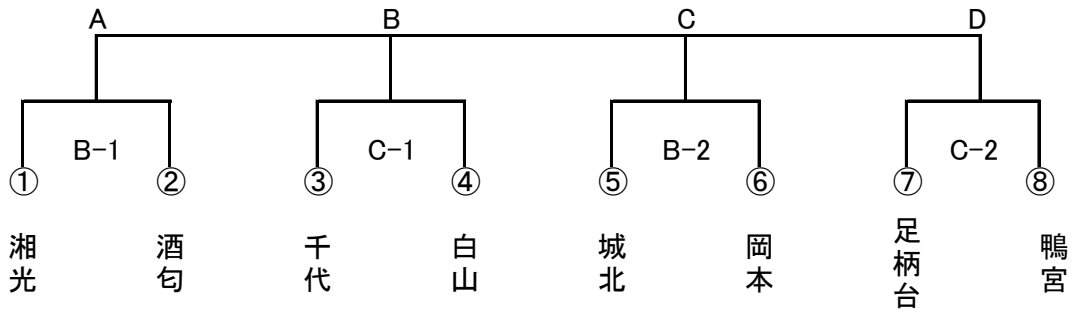 A B C D
B-1 C-1 B-2 C-2
① ② ③ ④ ⑤ ⑥ ⑦ ⑧
湘光
酒匂
千代
白山
城北
岡本
足柄台
鴨宮